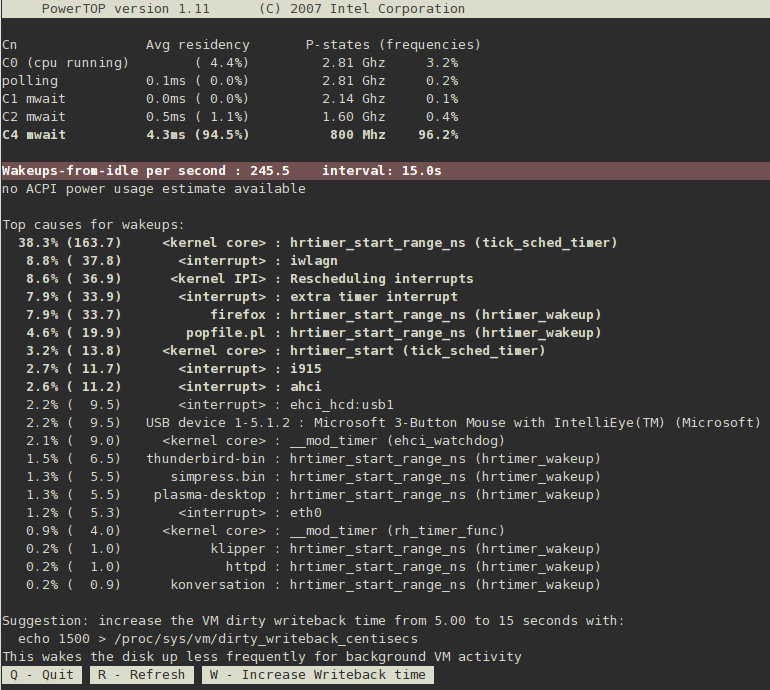 PowerTOP version 1.11      (C) 2007 Intel Corporation
Cn                Avg residency       P-states (frequencies)
C0 (cpu running)        ( 4.4%)         2.81 Ghz     3.2%
polling           0.1ms ( 0.0%)         2.81 Ghz     0.2%
C1 mwait          0.0ms ( 0.0%)         2.14 Ghz     0.1%
C2 mwait          0.5ms ( 1.1%)         1.60 Ghz     0.4%
C4 mwait          4.3ms (94.5%)          800 Mhz    96.2%
Wakeups-from-idle per second : 245.5    interval: 15.0s
no ACPI power usage estimate available
Top causes for wakeups:
  38.3% (163.7)     <kernel core> : hrtimer_start_range_ns (tick_sched_timer)
   8.8% ( 37.8)       <interrupt> : iwlagn
   8.6% ( 36.9)      <kernel IPI> : Rescheduling interrupts
   7.9% ( 33.9)       <interrupt> : extra timer interrupt
   7.9% ( 33.7)           firefox : hrtimer_start_range_ns (hrtimer_wakeup)
   4.6% ( 19.9)        popfile.pl : hrtimer_start_range_ns (hrtimer_wakeup)
   3.2% ( 13.8)     <kernel core> : hrtimer_start (tick_sched_timer)
   2.7% ( 11.7)       <interrupt> : i915
   2.6% ( 11.2)       <interrupt> : ahci
   2.2% (  9.5)       <interrupt> : ehci_hcd:usb1
   2.2% (  9.5)   USB device 1-5.1.2 : Microsoft 3-Button Mouse with IntelliEye(TM) (Microsoft)
   2.1% (  9.0)     <kernel core> : __mod_timer (ehci_watchdog)
   1.5% (  6.5)   thunderbird-bin : hrtimer_start_range_ns (hrtimer_wakeup)
   1.3% (  5.5)      simpress.bin : hrtimer_start_range_ns (hrtimer_wakeup)
   1.3% (  5.5)    plasma-desktop : hrtimer_start_range_ns (hrtimer_wakeup)
   1.2% (  5.3)       <interrupt> : eth0
   0.9% (  4.0)     <kernel core> : __mod_timer (rh_timer_func)
   0.2% (  1.0)           klipper : hrtimer_start_range_ns (hrtimer_wakeup)
   0.2% (  1.0)             httpd : hrtimer_start_range_ns (hrtimer_wakeup)
   0.2% (  0.9)      konversation : hrtimer_start_range_ns (hrtimer_wakeup)
Suggestion: increase the VM dirty writeback time from 5.00 to 15 seconds with:
  echo 1500 > /proc/sys/vm/dirty_writeback_centisecs
This wakes the disk up less frequently for background VM activity
Q - Quit   R - Refresh   W - Increase Writeback time